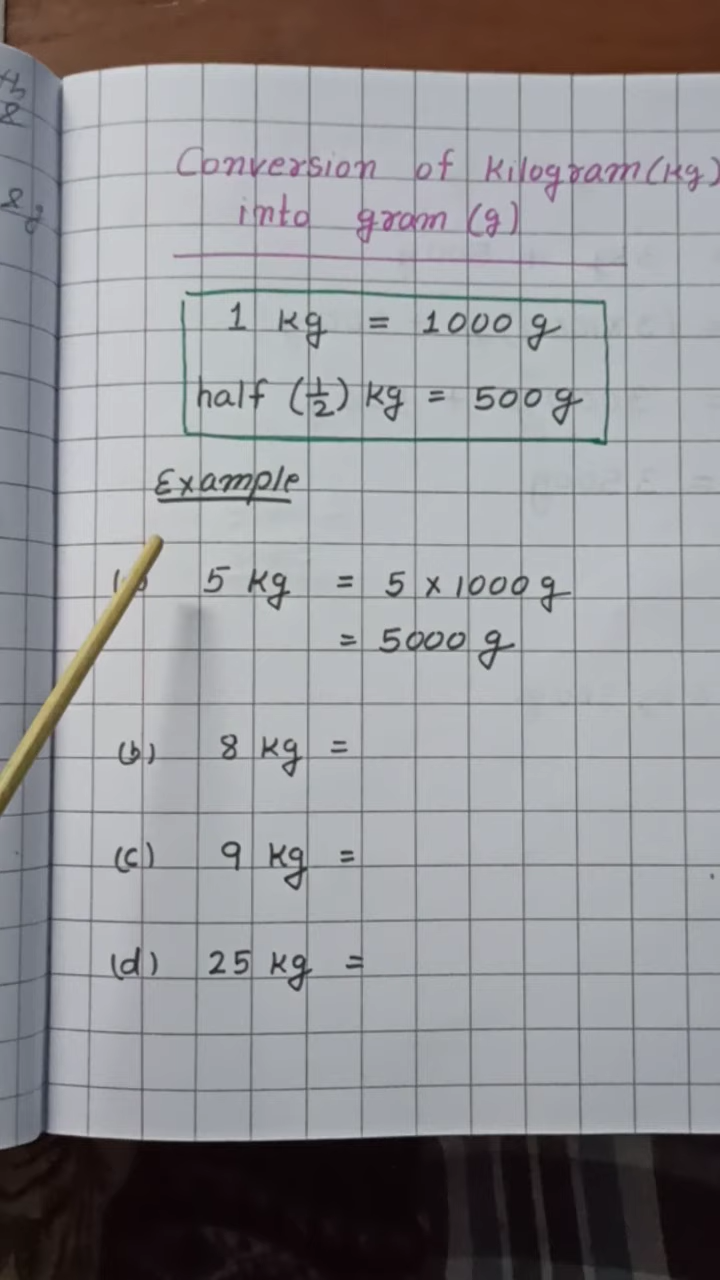 Conversion of kilogram(kg)
into gram (g)
1 kg = 1000 g
half (1/2) kg = 500 g
Example
5 kg = 5 × 1000 g
= 5000 g
(b) 8 kg =
(c) 9 kg =
(d) 25 kg =